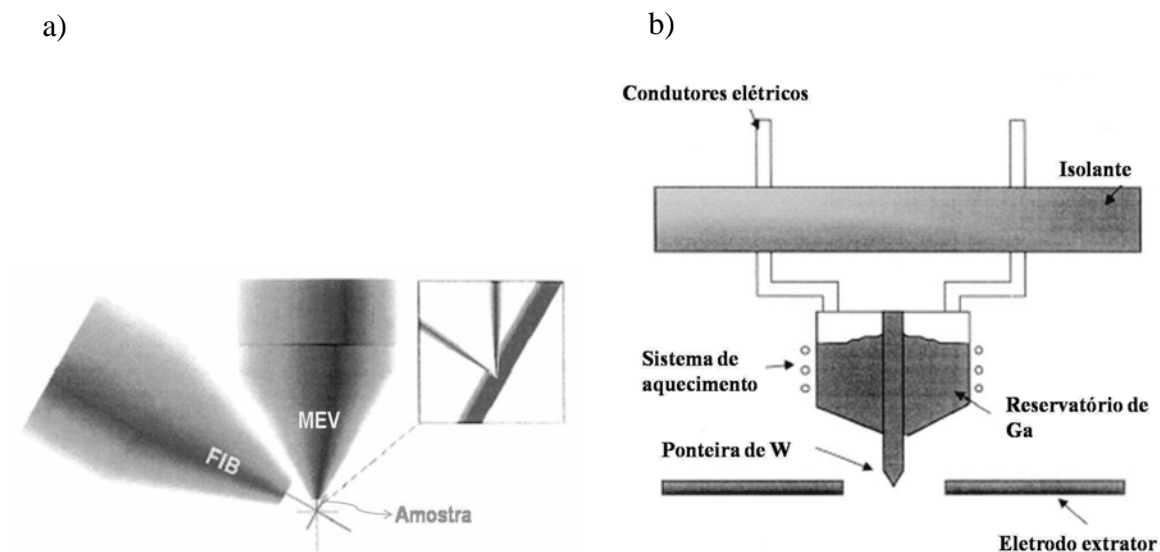 a)
b)
MEV
FIB
Amostra
Condutores elétricos
Isolante
Sistema de
aquecimento
Reservatório de
Ga
Ponteira de W
Eletrodo extrator